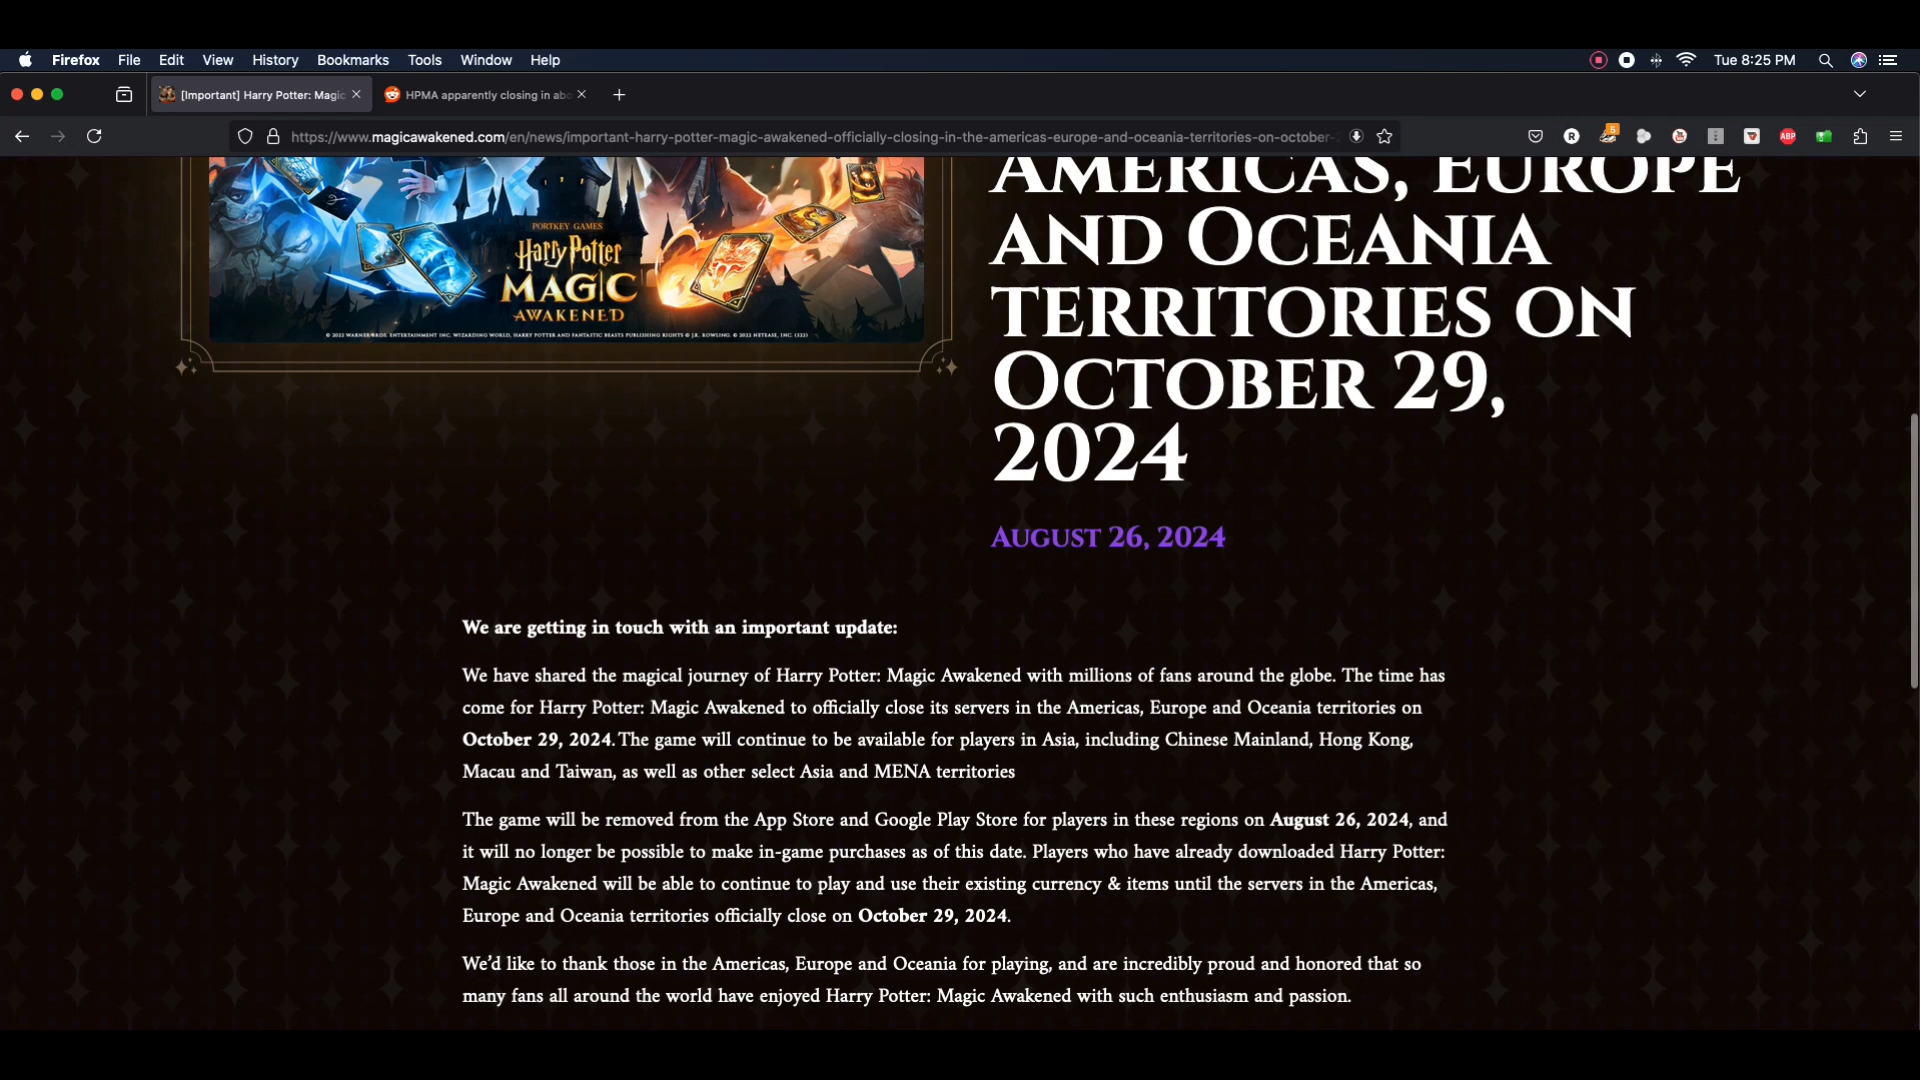 Firefox File Edit View History Bookmarks Tools Window Help
Tue 8:25 PM
[Important] Harry Potter: Magic
HPMA apparently closing in abo
https://www.magicawakened.com/en/news/important-harry-potter-magic-awakened-officially-closing-in-the-americas-europe-and-oceania-territories-on-october-
R
5
ABP
PORTKEY GAMES
Harry Potter
MAGIC
AWAKENED
© 2022 WARNER BROS. ENTERTAINMENT INC. WIZARDING WORLD, HARRY POTTER AND FANTASTIC BEASTS PUBLISHING RIGHTS © J.K. ROWLING. © 2022 NETEASE, INC.
Americas, Europe
and Oceania
territories on
October 29,
2024
August 26, 2024
We are getting in touch with an important update:
We have shared the magical journey of Harry Potter: Magic Awakened with millions of fans around the globe. The time has
come for Harry Potter: Magic Awakened to officially close its servers in the Americas, Europe and Oceania territories on
October 29, 2024. The game will continue to be available for players in Asia, including Chinese Mainland, Hong Kong,
Macau and Taiwan, as well as other select Asia and MENA territories
The game will be removed from the App Store and Google Play Store for players in these regions on August 26, 2024, and
it will no longer be possible to make in-game purchases as of this date. Players who have already downloaded Harry Potter:
Magic Awakened will be able to continue to play and use their existing currency & items until the servers in the Americas,
Europe and Oceania territories officially close on October 29, 2024.
We'd like to thank those in the Americas, Europe and Oceania for playing, and are incredibly proud and honored that so
many fans all around the world have enjoyed Harry Potter: Magic Awakened with such enthusiasm and passion.